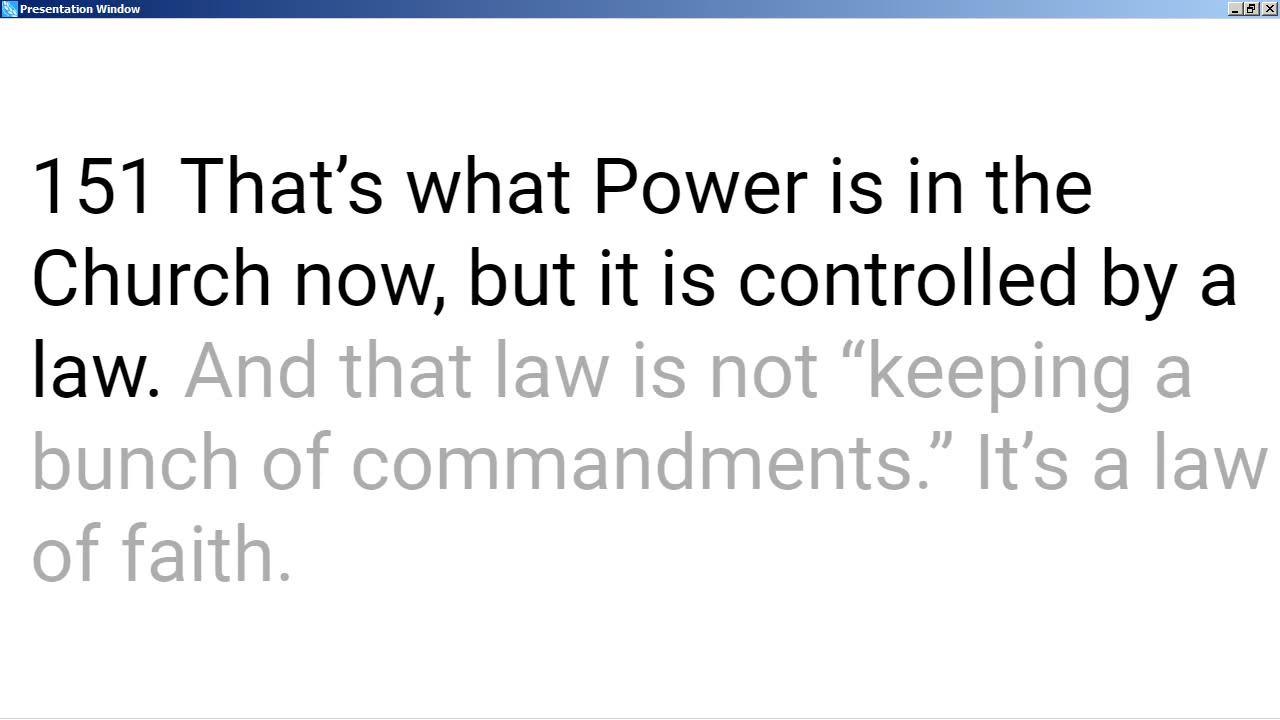 Presentation Window
151 That’s what Power is in the
Church now, but it is controlled by a
law. And that law is not “keeping a
bunch of commandments.” It’s a law
of faith.